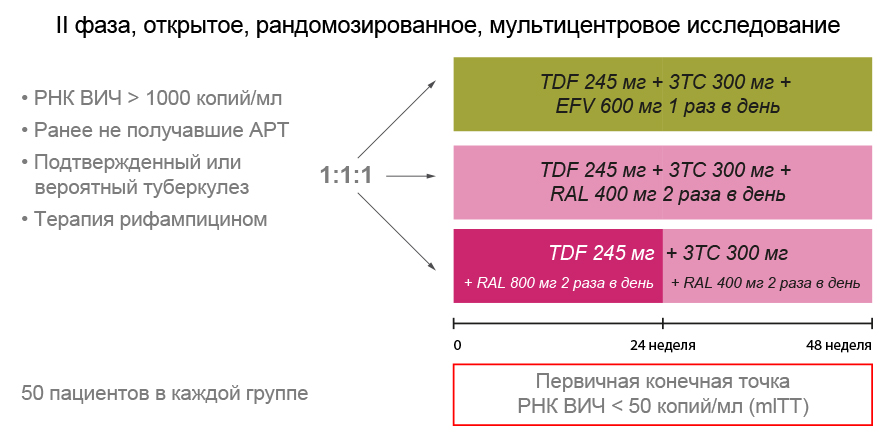 II фаза, открытое, рандомозированное, мультицентровое исследование
• РНК ВИЧ > 1000 копий/мл
• Ранее не получавшие АРТ
• Подтвержденный или
вероятный туберкулез
• Терапия рифампицином
1:1:1
TDF 245 мг + 3TC 300 мг +
EFV 600 мг 1 раз в день
TDF 245 мг + 3TC 300 мг +
RAL 400 мг 2 раза в день
TDF 245 мг + 3TC 300 мг
+ RAL 800 мг 2 раза в день + RAL 400 мг 2 раза в день
0 24 неделя 48 неделя
50 пациентов в каждой группе
Первичная конечная точка
РНК ВИЧ < 50 копий/мл (mITT)